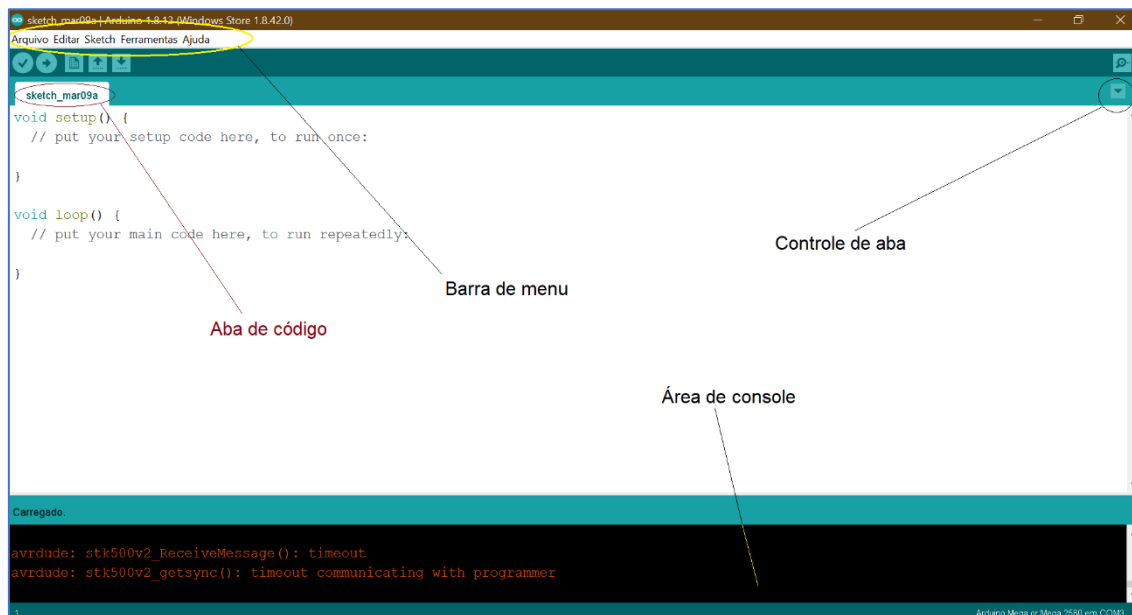 sketch_mar09a | Arduino 1.8.13 (Windows Store 1.8.42.0)
Arquivo Editar Sketch Ferramentas Ajuda
sketch_mar09a
void setup() {
// put your setup code here, to run once:
}
void loop() {
// put your main code here, to run repeatedly:
}
Controle de aba
Barra de menu
Aba de código
Área de console
Carregado.
avrdude: stk500v2_ReceiveMessage(): timeout
avrdude: stk500v2_getsync(): timeout communicating with programmer
1
Arduino Mega or Mega 2560 em COM3